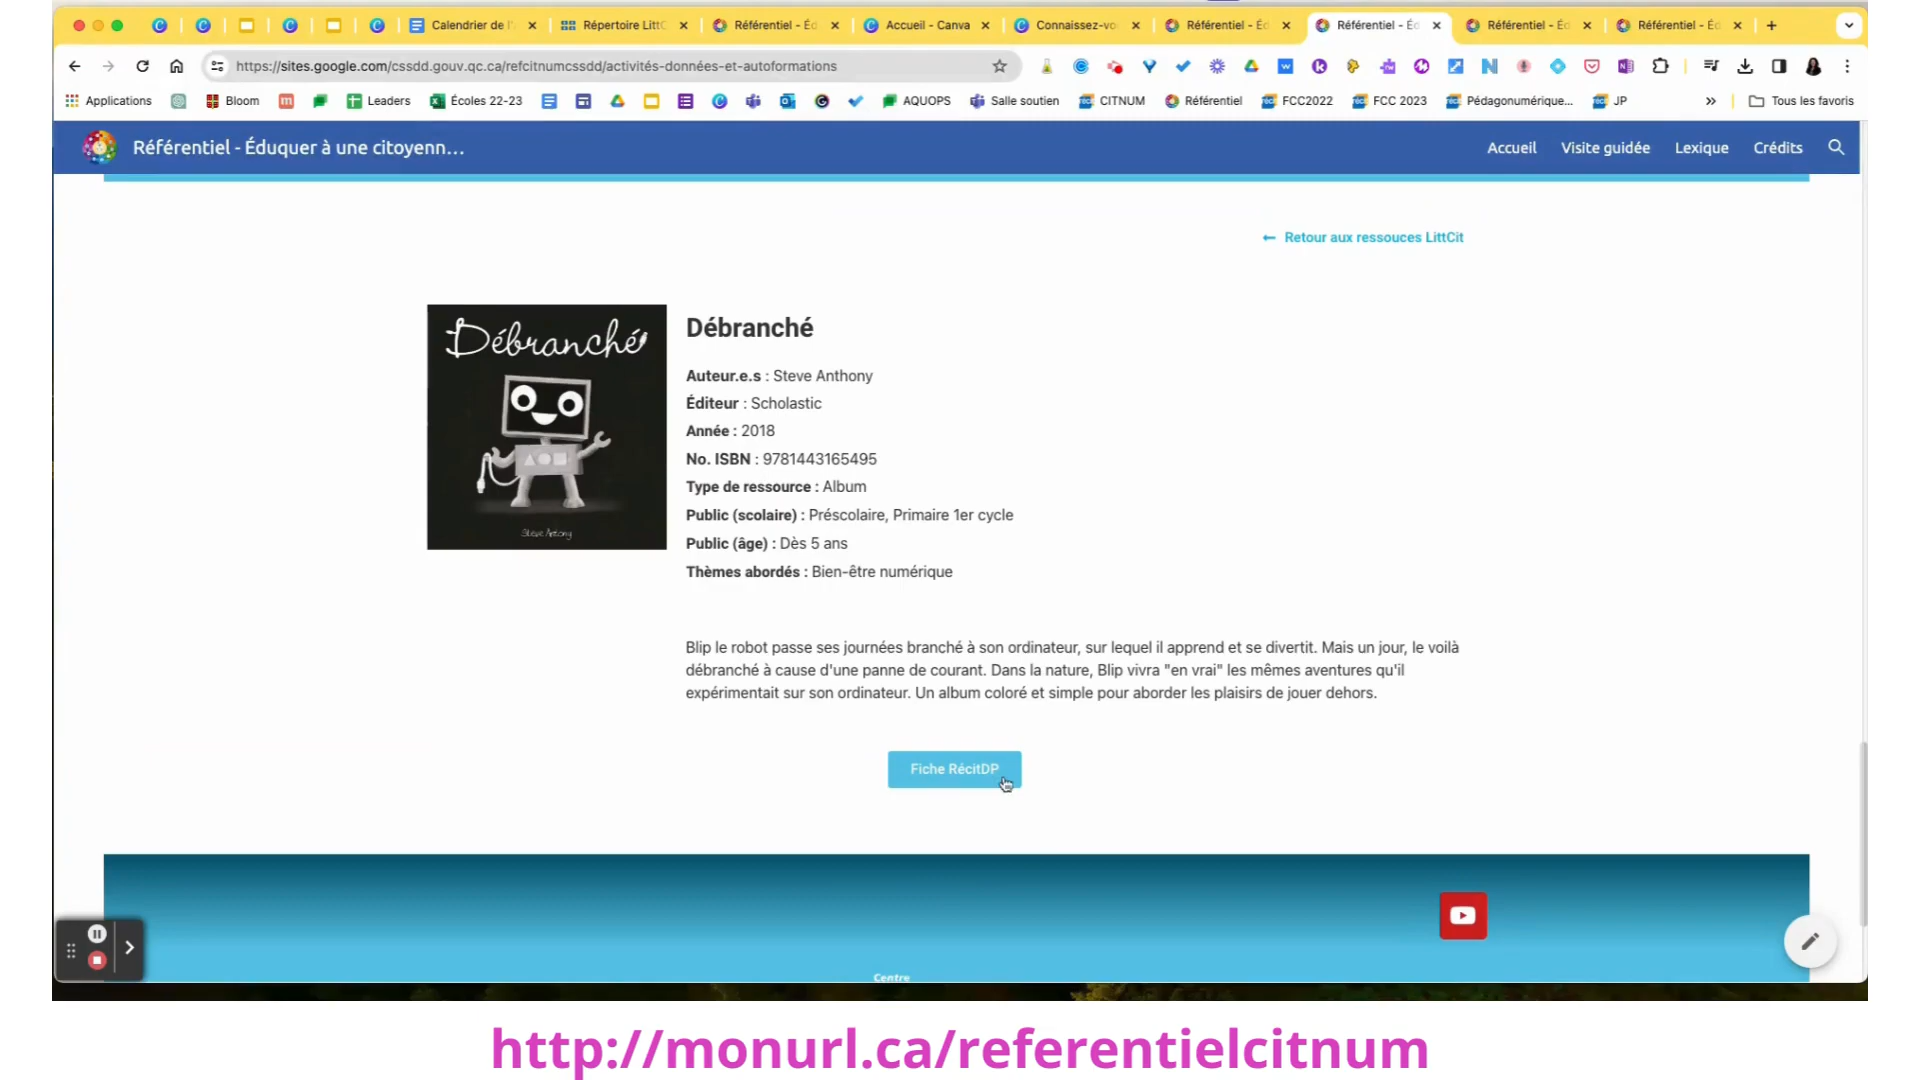 Calendrier de l'a
Répertoire LittC
Référentiel - Éd
Accueil - Canva
Connaissez-vo
Référentiel - Éd
Référentiel - Éd
Référentiel - Éd
Référentiel - Éd
https://sites.google.com/cssdd.gouv.qc.ca/refcitnumcssdd/activités-données-et-autoformations
Applications
Bloom
Leaders
Écoles 22-23
AQUOPS
Salle soutien
CITNUM
Référentiel
FCC2022
FCC 2023
Pédagonumérique...
JP
Tous les favoris
Référentiel - Éduquer à une citoyenn...
Accueil
Visite guidée
Lexique
Crédits
← Retour aux ressouces LittCit
Débranché
Steve Antony
Débranché
Auteur.e.s : Steve Anthony
Éditeur : Scholastic
Année : 2018
No. ISBN : 9781443165495
Type de ressource : Album
Public (scolaire) : Préscolaire, Primaire 1er cycle
Public (âge) : Dès 5 ans
Thèmes abordés : Bien-être numérique
Blip le robot passe ses journées branché à son ordinateur, sur lequel il apprend et se divertit. Mais un jour, le voilà
débranché à cause d'une panne de courant. Dans la nature, Blip vivra "en vrai" les mêmes aventures qu'il
expérimentait sur son ordinateur. Un album coloré et simple pour aborder les plaisirs de jouer dehors.
Fiche RécitDP
Centre
http://monurl.ca/referentielcitnum